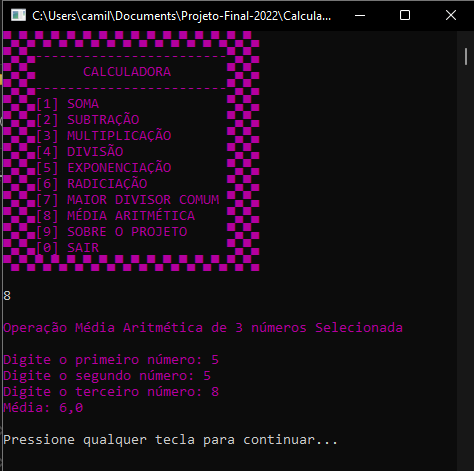 C:\Users\camil\Documents\Projeto-Final-2022\Calcula...
------------------------
CALCULADORA
------------------------
[1] SOMA
[2] SUBTRAÇÃO
[3] MULTIPLICAÇÃO
[4] DIVISÃO
[5] EXPONENCIAÇÃO
[6] RADICIAÇÃO
[7] MAIOR DIVISOR COMUM
[8] MÉDIA ARITMÉTICA
[9] SOBRE O PROJETO
[0] SAIR
8
Operação Média Aritmética de 3 números Selecionada
Digite o primeiro número: 5
Digite o segundo número: 5
Digite o terceiro número: 8
Média: 6,0
Pressione qualquer tecla para continuar...